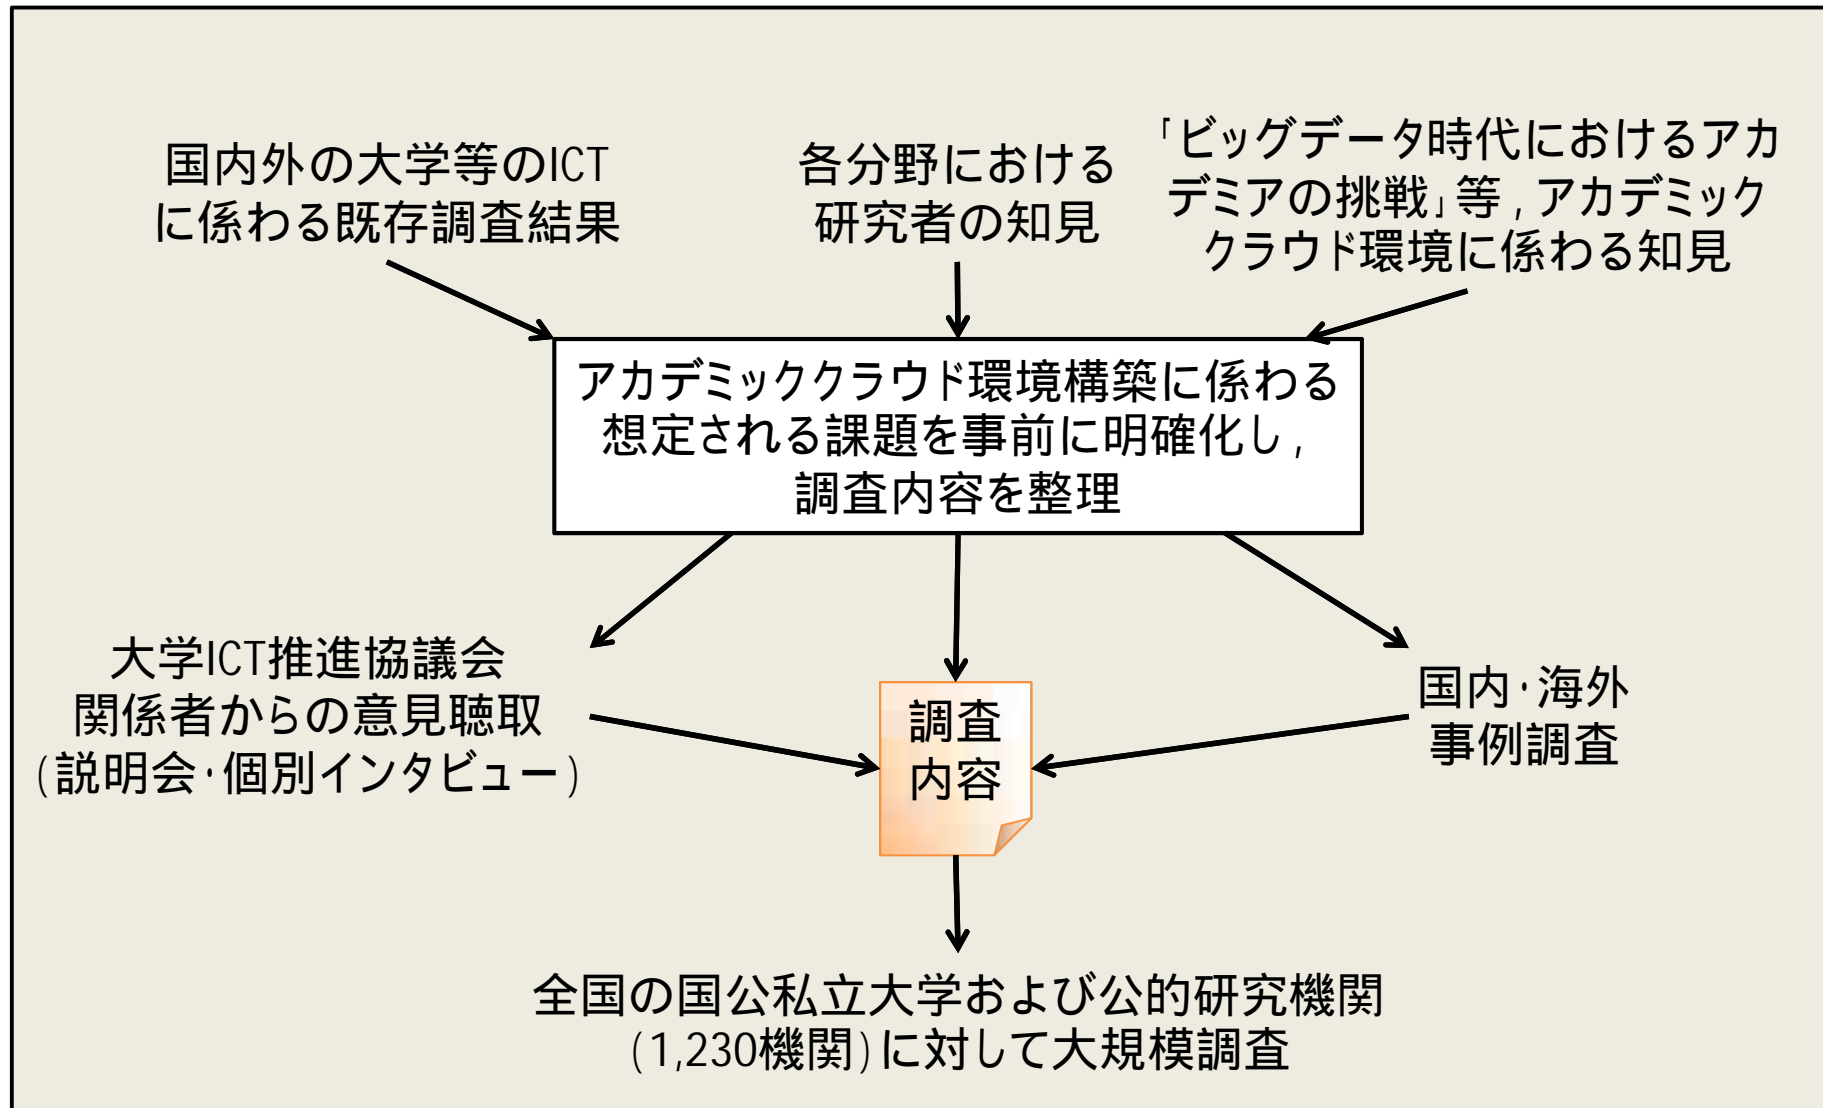 国内外の大学等のICT
に係わる既存調査結果
各分野における
研究者の知見
「ビッグデータ時代におけるアカ
デミアの挑戦」等，アカデミック
クラウド環境に係わる知見
アカデミッククラウド環境構築に係わる
想定される課題を事前に明確化し，
調査内容を整理
大学ICT推進協議会
関係者からの意見聴取
（説明会・個別インタビュー）
調査
内容
国内・海外
事例調査
全国の国公私立大学および公的研究機関
（1,230機関）に対して大規模調査